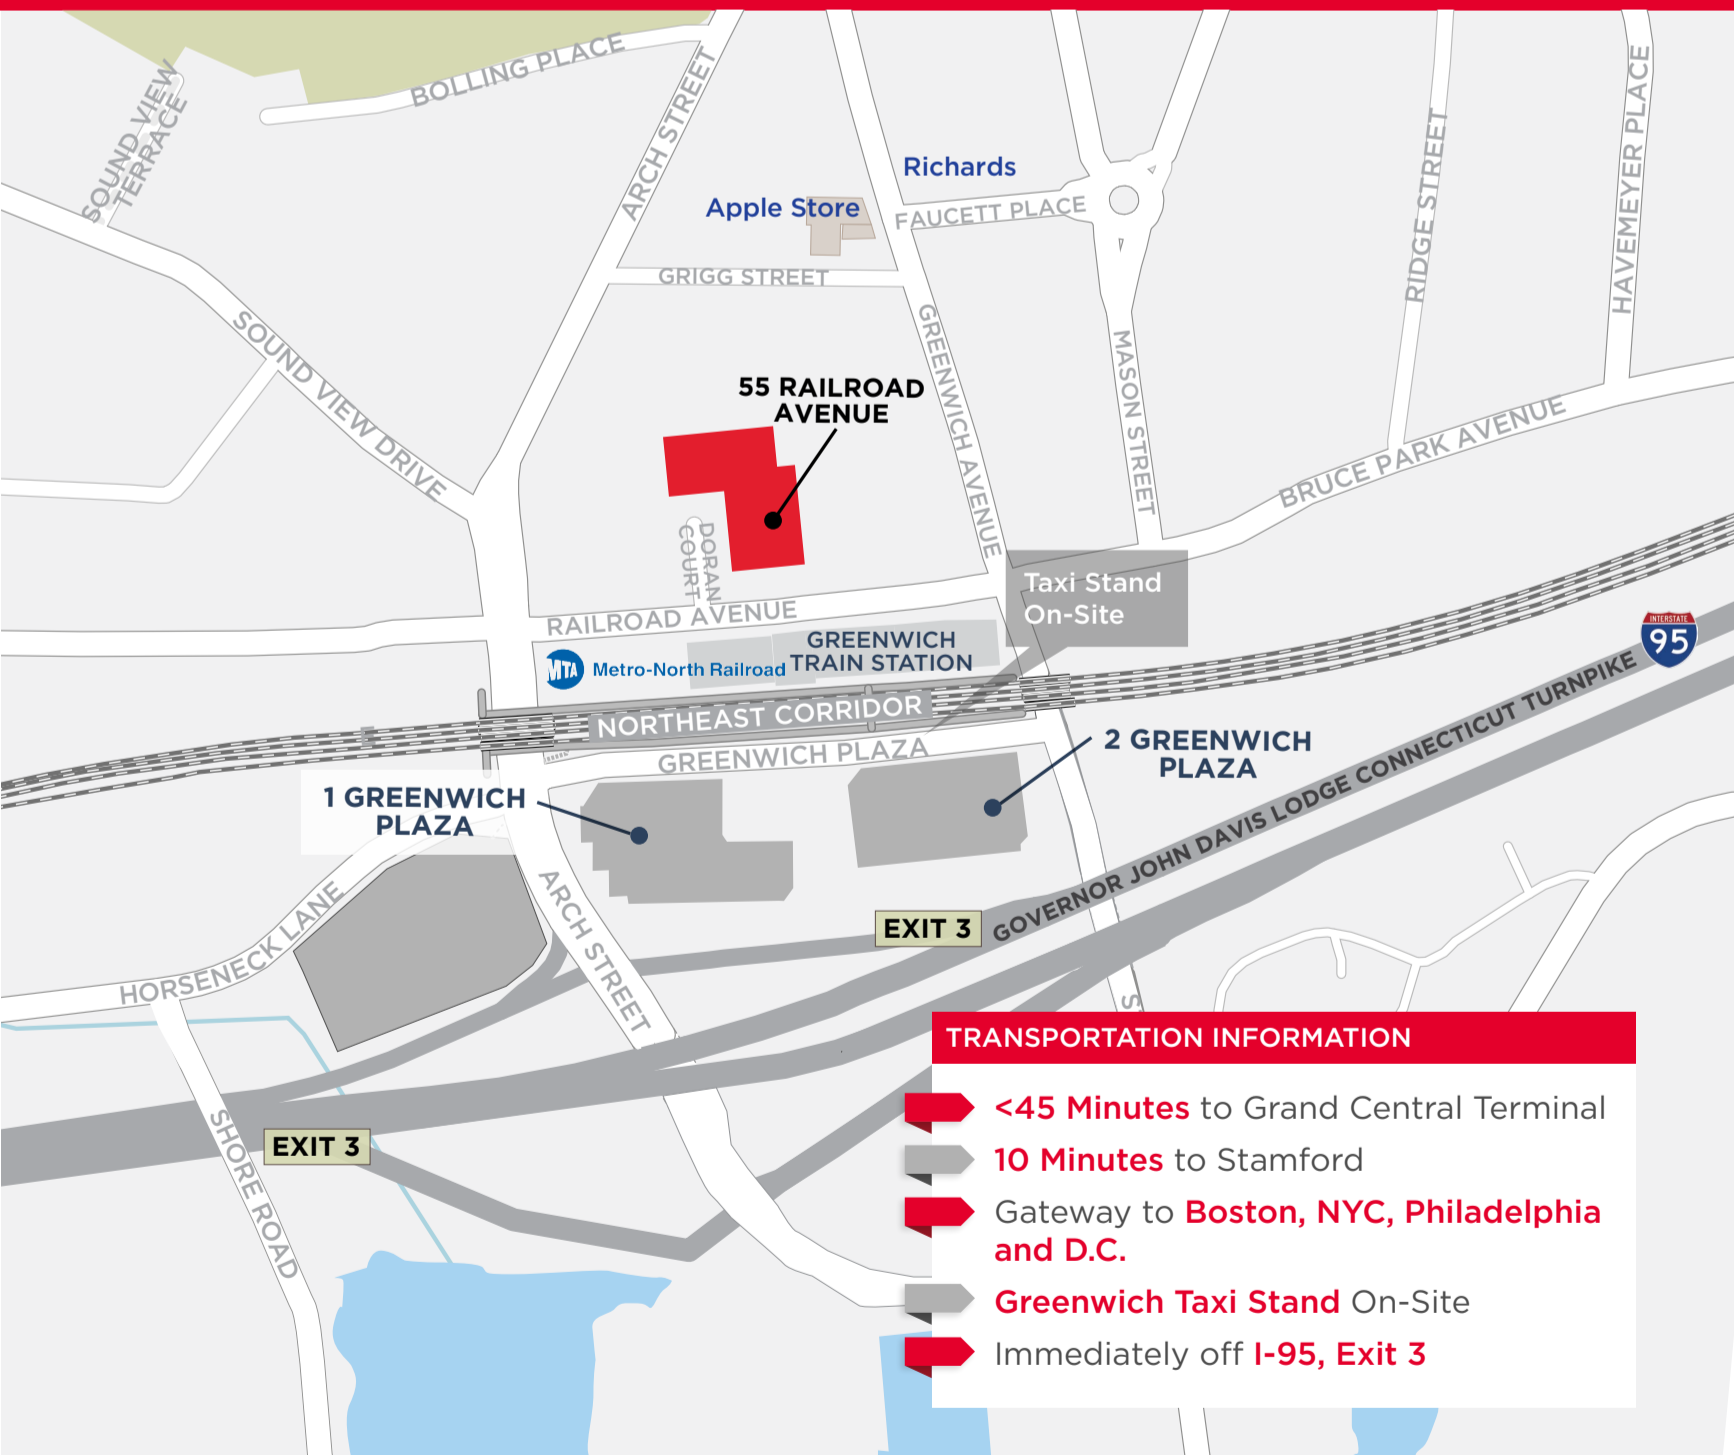 BOLLING PLACE
SOUND VIEW
TERRACE
ARCH STREET
Richards
Apple Store
FAUCETT PLACE
RIDGE STREET
HAVEMEYER PLACE
GRIGG STREET
SOUND VIEW DRIVE
GREENWICH AVENUE
MASON STREET
55 RAILROAD
AVENUE
BRUCE PARK AVENUE
DORAN
COURT
Taxi Stand
On-Site
RAILROAD AVENUE
GREENWICH
TRAIN STATION
MTA Metro-North Railroad
INTERSTATE
95
NORTHEAST CORRIDOR
GREENWICH PLAZA
2 GREENWICH
PLAZA
1 GREENWICH
PLAZA
GOVERNOR JOHN DAVIS LODGE CONNECTICUT TURNPIKE
EXIT 3
ARCH STREET
HORSENECK LANE
S
EXIT 3
SHORE ROAD
TRANSPORTATION INFORMATION
<45 Minutes to Grand Central Terminal
10 Minutes to Stamford
Gateway to Boston, NYC, Philadelphia
and D.C.
Greenwich Taxi Stand On-Site
Immediately off I-95, Exit 3